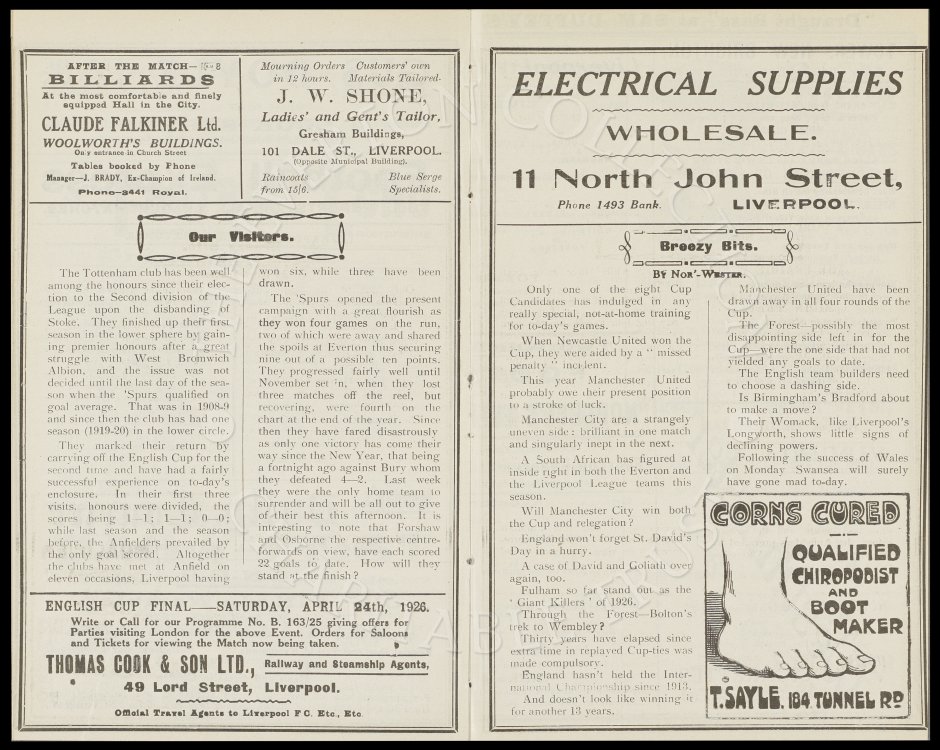 AFTER THE MATCH—
BILLIARDS
At the most comfortable and finely
equipped Hall in the City.
CLAUDE FALKINER Ltd.
WOOLWORTH'S BUILDINGS.
Only entrance in Church Street
Tables booked by Phone
Manager—J. BRADY, Ex-Champion of Ireland.
Phone—3441 Royal.
Mourning Orders Customers' own
in 12 hours. Materials Tailored.
J. W. SHONE,
Ladies' and Gent's Tailor,
Gresham Buildings,
101 DALE ST., LIVERPOOL.
(Opposite Municipal Building).
Raincoats Blue Serge
from 15/6. Specialists.
Our Visitors.
The Tottenham club has been well
among the honours since their elec-
tion to the Second division of the
League upon the disbanding of
Stoke. They finished up their first
season in the lower sphere by gain-
ing premier honours after a great
struggle with West Bromwich
Albion, and the issue was not
decided until the last day of the sea-
son when the 'Spurs qualified on
goal average. That was in 1908-9
and since then the club has had one
season (1919-20) in the lower circle.
They marked their return by
carrying off the English Cup for the
second time and have had a fairly
successful experience on to-day's
enclosure. In their first three
visits, honours were divided, the
scores being 1—1; 1—1; 0—0;
while last season and the season
before, the Anfielders prevailed by
the only goal scored. Altogether
the clubs have met at Anfield on
eleven occasions, Liverpool having
won six, while three have been
drawn.
The 'Spurs opened the present
campaign with a great flourish as
they won four games on the run,
two of which were away and shared
the spoils at Everton thus securing
nine out of a possible ten points.
They progressed fairly well until
November set in, when they lost
three matches off the reel, but
recovering, were fourth on the
chart at the end of the year. Since
then they have fared disastrously
as only one victory has come their
way since the New Year, that being
a fortnight ago against Bury whom
they defeated 4—2. Last week
they were the only home team to
surrender and will be all out to give
of their best this afternoon. It is
interesting to note that Forshaw
and Osborne the respective centre-
forwards on view, have each scored
22 goals to date. How will they
stand at the finish?
ENGLISH CUP FINAL—SATURDAY, APRIL 24th, 1926.
Write or Call for our Programme No. B. 163/25 giving offers for
Parties visiting London for the above Event. Orders for Saloons
and Tickets for viewing the Match now being taken.
THOMAS COOK & SON LTD., Railway and Steamship Agents,
49 Lord Street, Liverpool.
Official Travel Agents to Liverpool F C. Etc., Etc.
ELECTRICAL SUPPLIES
WHOLESALE.
11 North John Street,
Phone 1493 Bank. LIVERPOOL.
Breezy Bits.
By Nor'-Wester.
Only one of the eight Cup
Candidates has indulged in any
really special, not-at-home training
for to-day's games.
When Newcastle United won the
Cup, they were aided by a "missed
penalty" incident.
This year Manchester United
probably owe their present position
to a stroke of luck.
Manchester City are a strangely
uneven side: brilliant in one match
and singularly inept in the next.
A South African has figured at
inside right in both the Everton and
the Liverpool League teams this
season.
Will Manchester City win both
the Cup and relegation?
England won't forget St. David's
Day in a hurry.
A case of David and Goliath over
again, too.
Fulham so far stand out as the
'Giant Killers' of 1926.
Through the Forest—Bolton's
trek to Wembley?
Thirty years have elapsed since
extra time in replayed Cup-ties was
made compulsory.
England hasn't held the Inter-
national Championship since 1913.
And doesn't look like winning it
for another 13 years.
Manchester United have been
drawn away in all four rounds of the
Cup.
The Forest—possibly the most
disappointing side left in for the
Cup—were the one side that had not
yielded any goals to date.
The English team builders need
to choose a dashing side.
Is Birmingham's Bradford about
to make a move?
Their Womack, like Liverpool's
Longworth, shows little signs of
declining powers.
Following the success of Wales
on Monday Swansea will surely
have gone mad to-day.
CORNS CURED
QUALIFIED
CHIROPODIST
AND
BOOT
MAKER
T. SAYLE. 184 TUNNEL RD